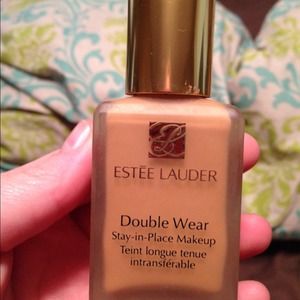 ESTĒE LAUDER
Double Wear
Stay-in-Place Makeup
Teint longue tenue
intransférable